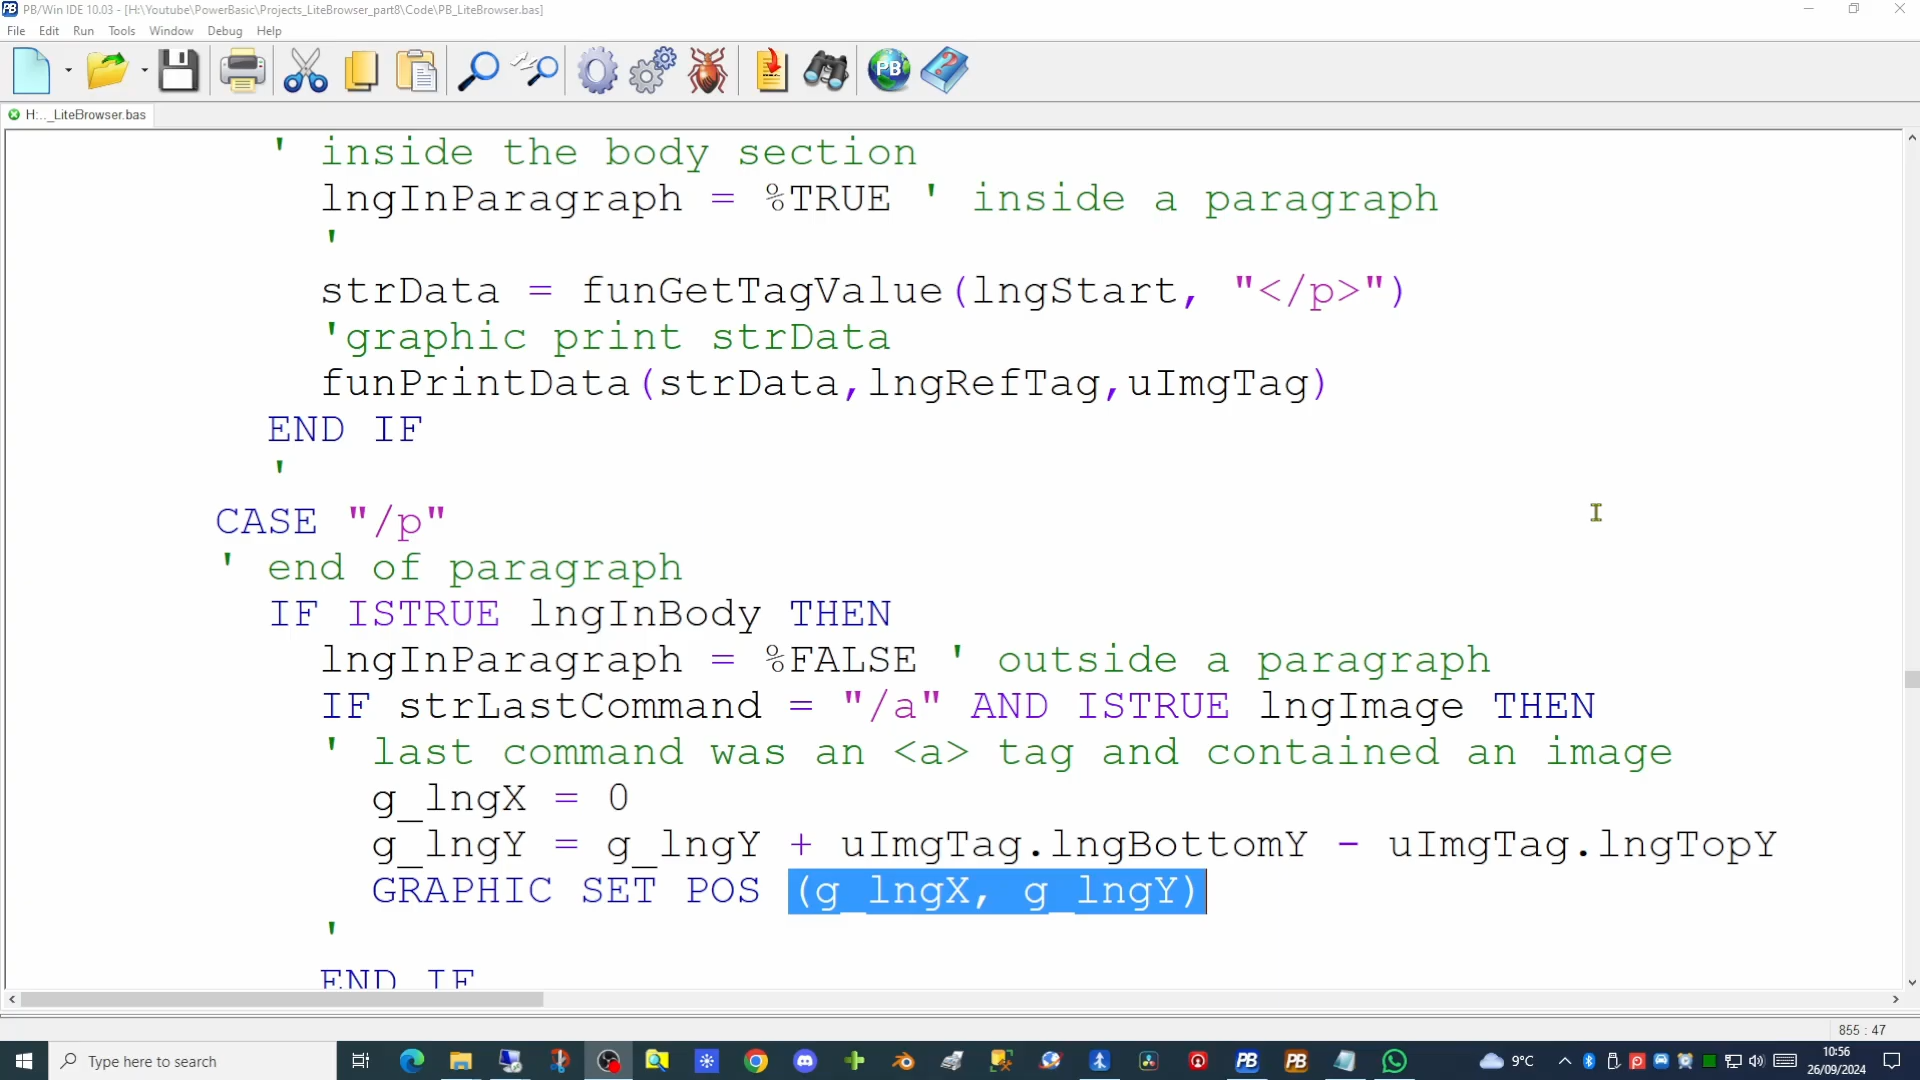 PB/Win IDE 10.03 - [H:\Youtube\PowerBasic\Projects_LiteBrowser_part8\Code\PB_LiteBrowser.bas]
File Edit Run Tools Window Debug Help
H:.._LiteBrowser.bas
' inside the body section
lngInParagraph = %TRUE ' inside a paragraph
'
strData = funGetTagValue(lngStart, "</p>")
'graphic print strData
funPrintData(strData,lngRefTag,uImgTag)
END IF
'
CASE "/p"
' end of paragraph
IF ISTRUE lngInBody THEN
lngInParagraph = %FALSE ' outside a paragraph
IF strLastCommand = "/a" AND ISTRUE lngImage THEN
' last command was an <a> tag and contained an image
g_lngX = 0
g_lngY = g_lngY + uImgTag.lngBottomY - uImgTag.lngTopY
GRAPHIC SET POS (g_lngX, g_lngY)
'
END IF
855 : 47
Type here to search
9°C
10:56
26/09/2024